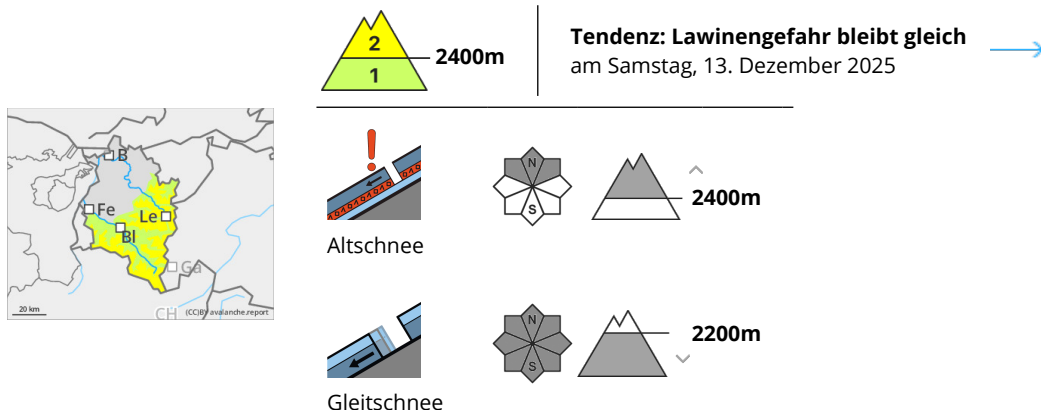 2
1
2400m
Tendenz: Lawinengefahr bleibt gleich
am Samstag, 13. Dezember 2025
B
Fe
Le
Bl
Ga
20 km
CH
(CC)BY avalanche.report
N
S
2400m
Altschnee
N
S
2200m
Gleitschnee